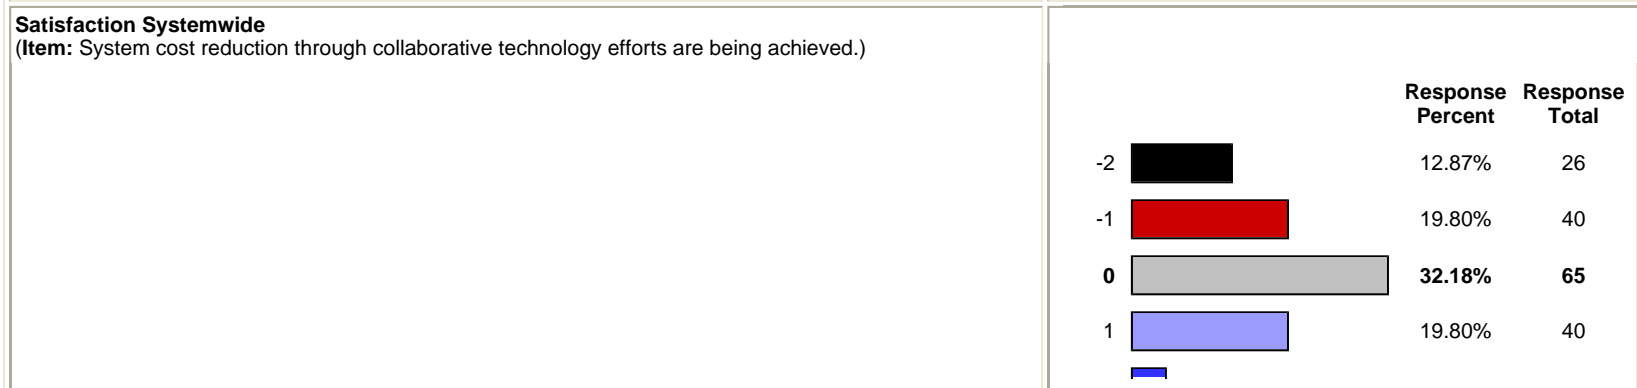 Satisfaction Systemwide
(Item: System cost reduction through collaborative technology efforts are being achieved.)
Response Response
Percent Total
-2 12.87% 26
-1 19.80% 40
0 32.18% 65
1 19.80% 40